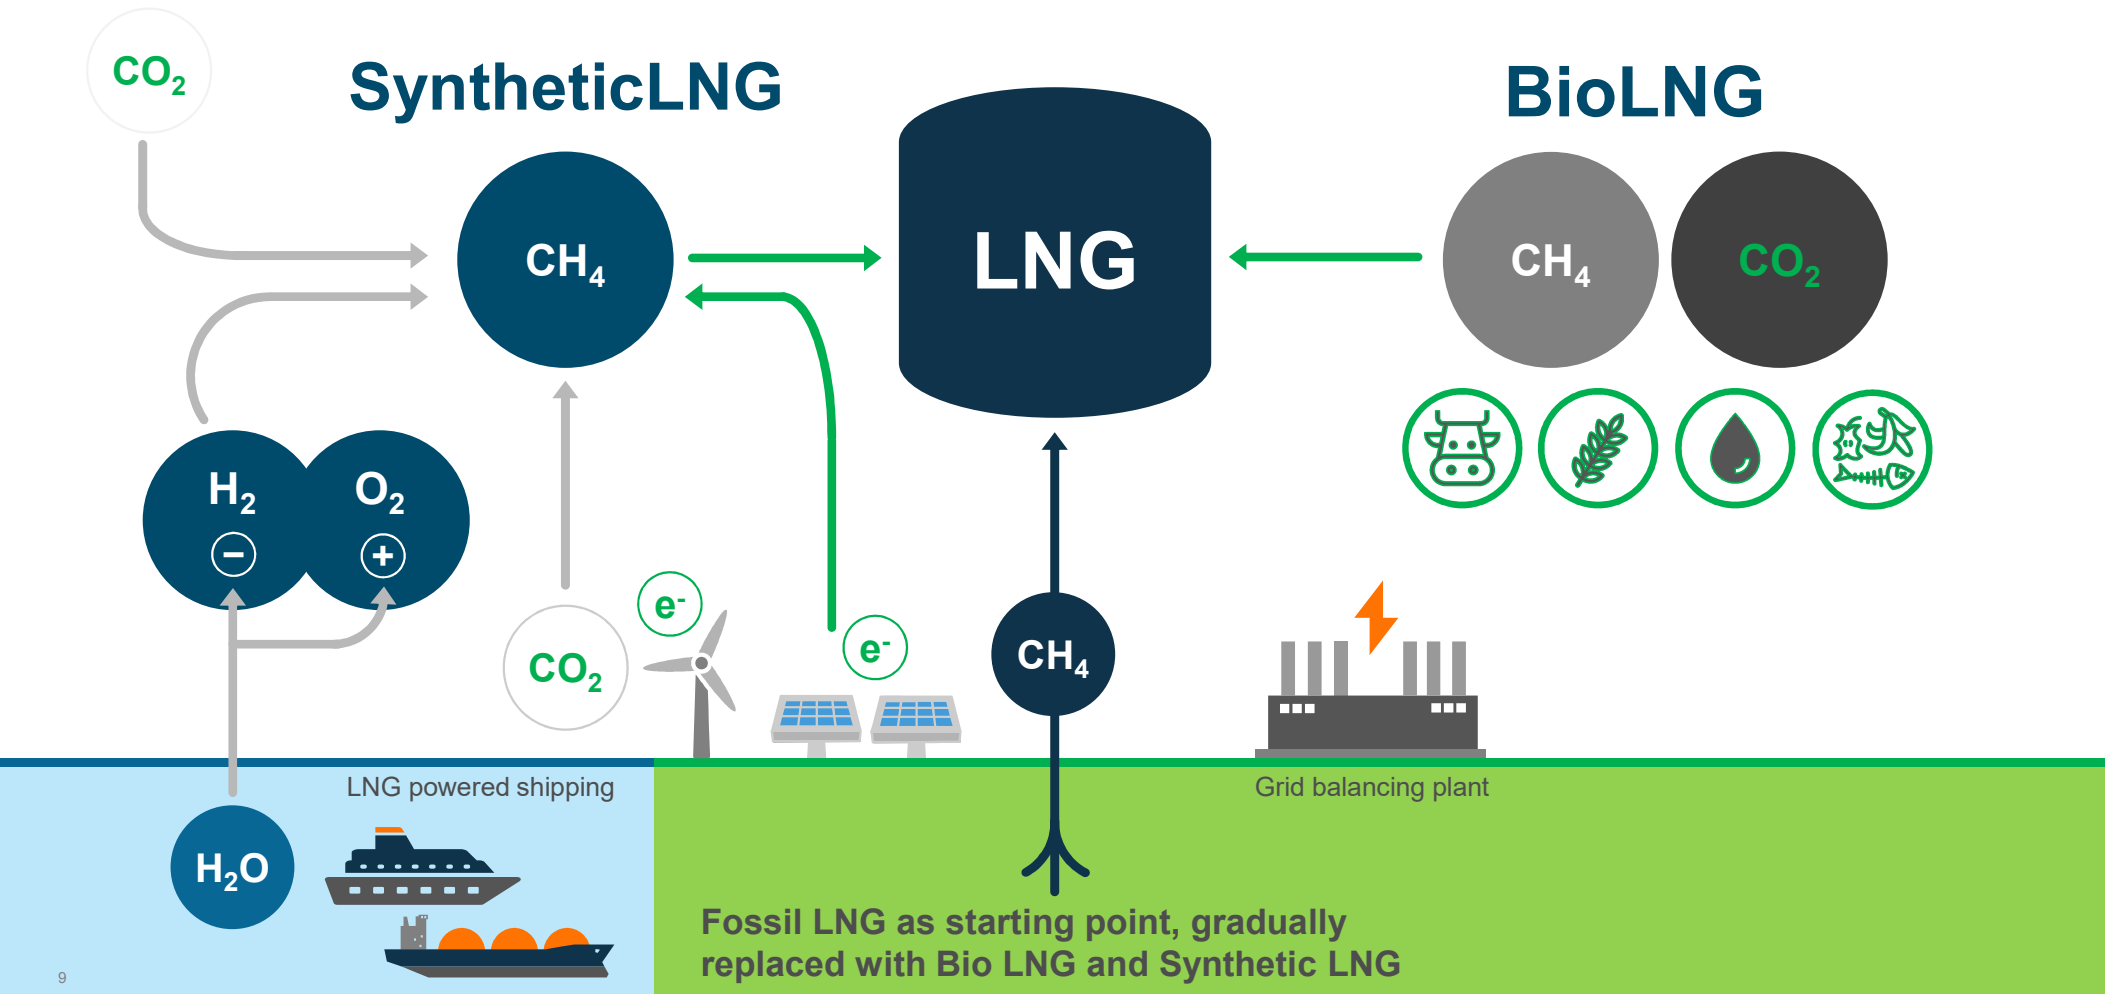 CO₂
SyntheticLNG
BioLNG
CH₄
LNG
CH₄
CO₂
H₂
O₂
−
+
e⁻
e⁻
CO₂
CH₄
LNG powered shipping
Grid balancing plant
H₂O
Fossil LNG as starting point, gradually
replaced with Bio LNG and Synthetic LNG
9